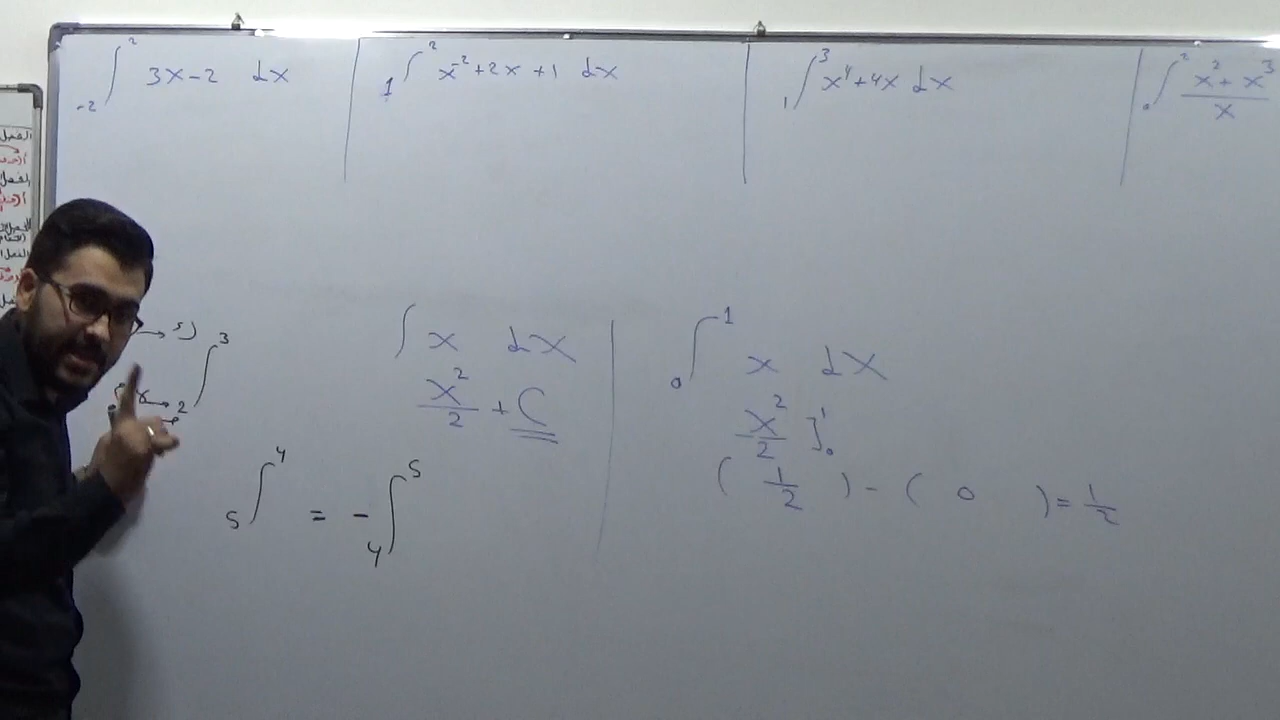 ∫₋₂² 3x-2 dx
∫₁² x⁻²+2x+1 dx
∫₁³ x⁴+4x dx
∫₀² (x²+x³)/x
∫₂³
∫₅⁴ = -∫₄⁵
∫ x dx
x²/2 + C
∫₀¹ x dx
x²/2 ]₀¹
( 1/2 ) - ( 0 ) = 1/2